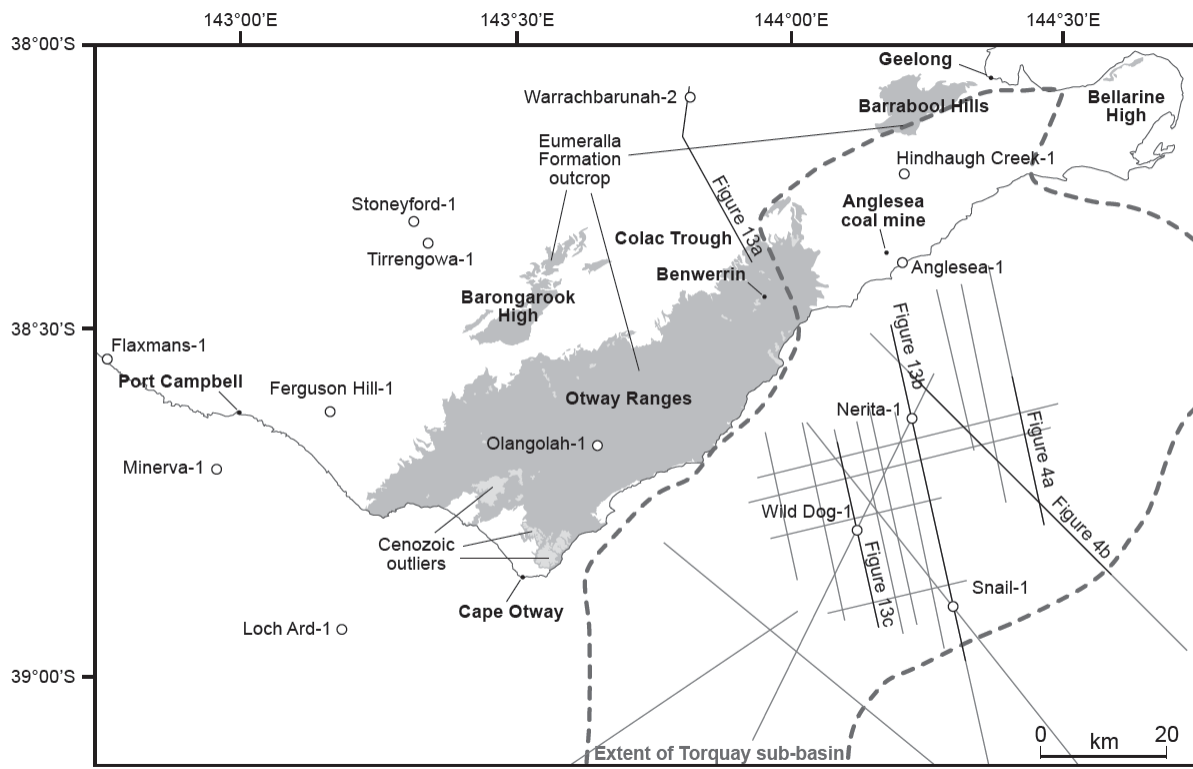 143°00'E
143°30'E
144°00'E
144°30'E
38°00'S
38°30'S
39°00'S
Geelong
Warrachbarunah-2
Barrabool Hills
Bellarine
High
Eumeralla
Formation
outcrop
Hindhaugh Creek-1
Figure 13a
Stoneyford-1
Anglesea
coal mine
Colac Trough
Tirrengowa-1
Anglesea-1
Benwerrin
Barongarook
High
Figure 13b
Flaxmans-1
Port Campbell
Ferguson Hill-1
Otway Ranges
Nerita-1
Olangolah-1
Figure 4a
Minerva-1
Wild Dog-1
Figure 4b
Cenozoic
outliers
Figure 13c
Snail-1
Cape Otway
Loch Ard-1
Extent of Torquay sub-basin
0 20
km